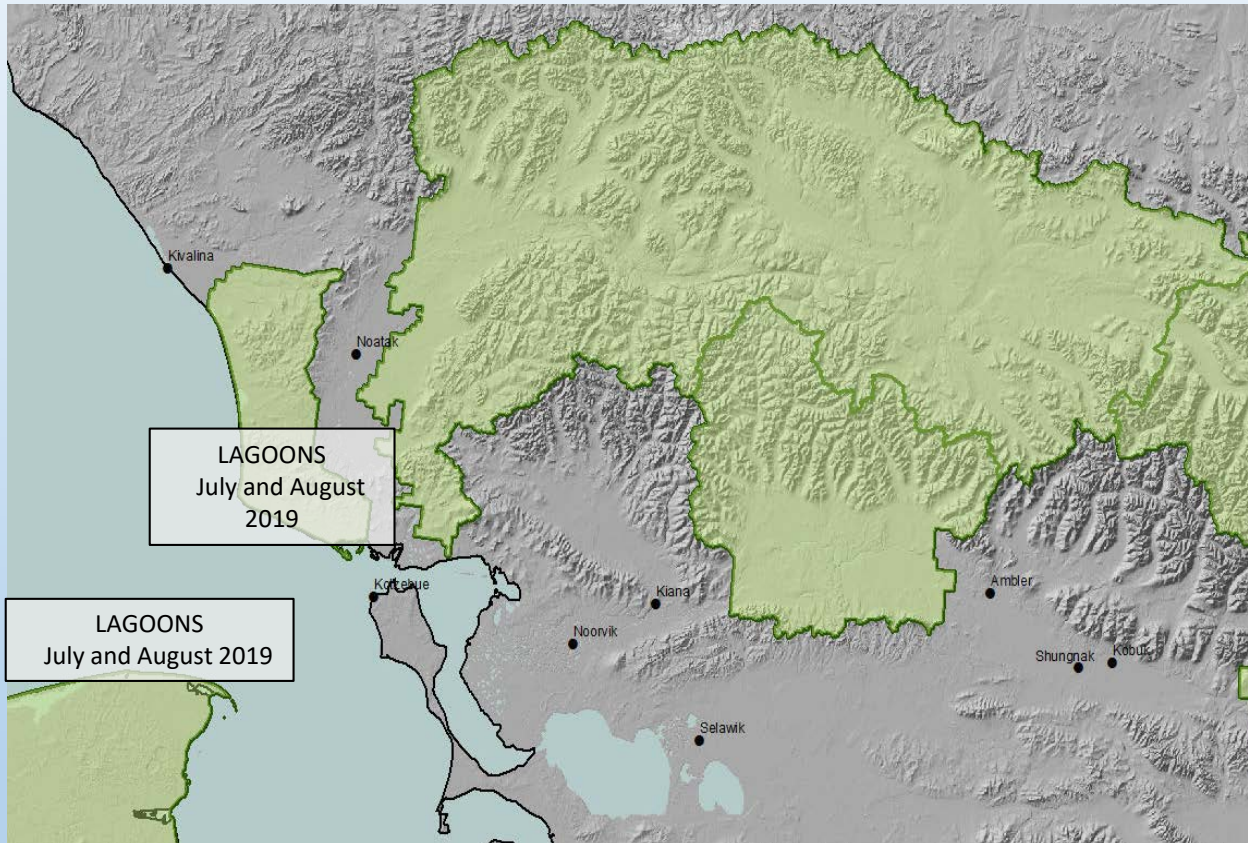 Kivalina
Noatak
LAGOONS
July and August
2019
Kotzebue
Kiana
Ambler
LAGOONS
July and August 2019
Noorvik
Shungnak
Kobuk
Selawik